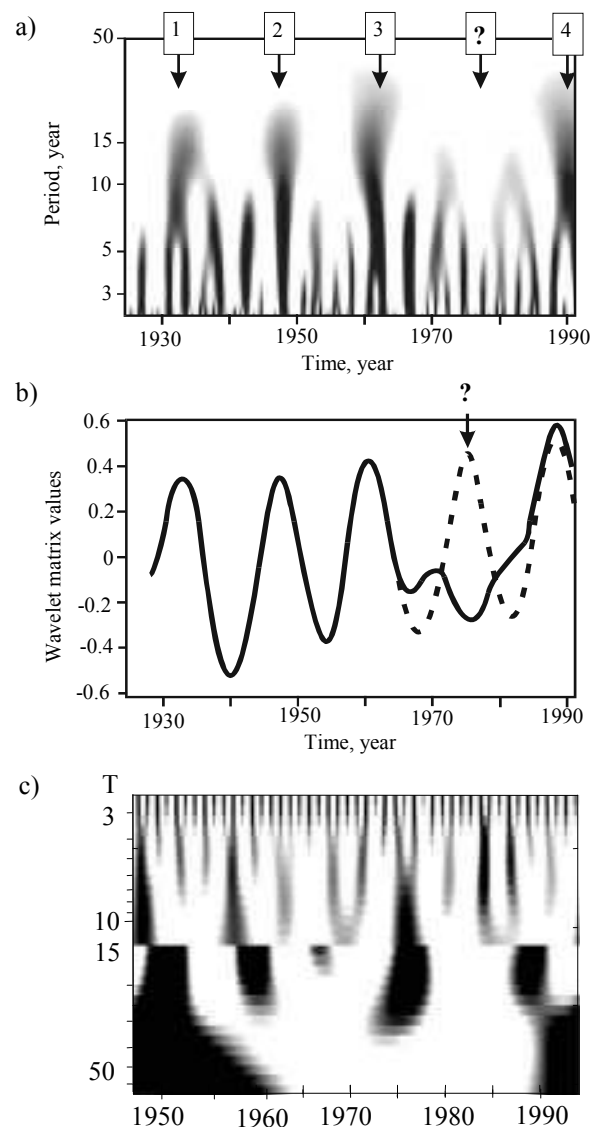 a)
1 2 3 ? 4
50
15
10
5
3
Period, year
1930 1950 1970 1990
Time, year
b)
?
0.6
0.4
0.2
0
-0.2
-0.4
-0.6
Wavelet matrix values
1930 1950 1970 1990
Time, year
c)
T
3
10
15
50
1950 1960 1970 1980 1990